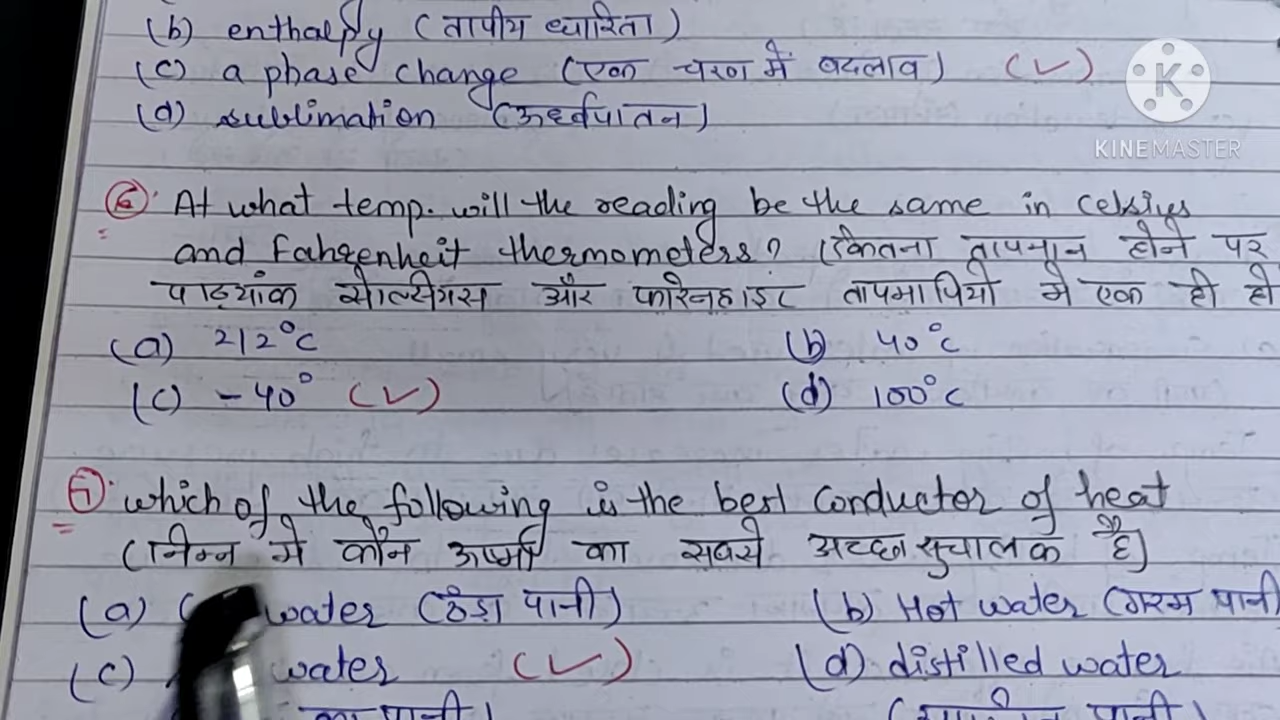 (b) enthalpy (तापीय ध्यारिता)
(c) a phase change (एक चरण में बदलाव) (✓)
(d) sublimation (ऊर्ध्वपातन)
K
KINEMASTER
(6) At what temp. will the reading be the same in Celsius
and Fahrenheit thermometers? (कितना तापमान होने पर
पाठ्यांक सेल्सीयस और फारेनहाइट तापमापियो मे एक ही हो
(a) 212°C (b) 40°C
(c) -40° (✓) (d) 100°C
(7) which of the following is the best conductor of heat
(निम्न मे कौन ऊष्मा का सबसे अच्छा सुचालक है)
(a) water (ठंडा पानी) (b) Hot water (गरम पानी
(c) water (✓) (d) distilled water
का पानी) पानी)